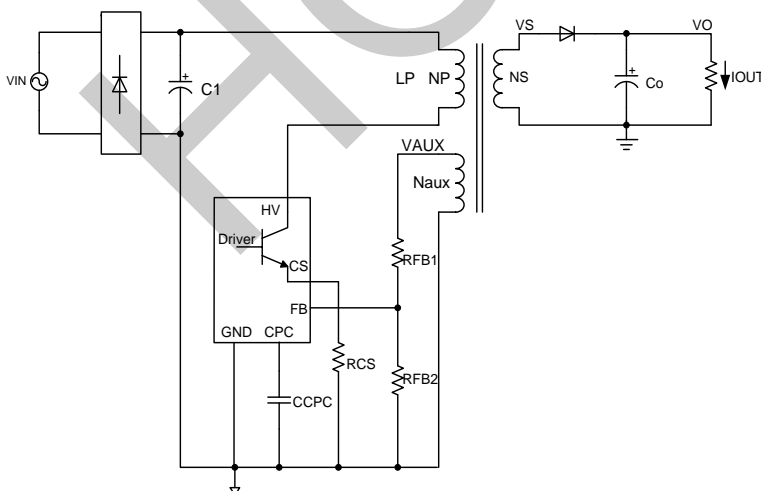 VS
VO
VIN
+
C1
LP
NP
NS
+
Co
IOUT
VAUX
Naux
HV
Driver
CS
RFB1
FB
GND
CPC
RCS
RFB2
CCPC